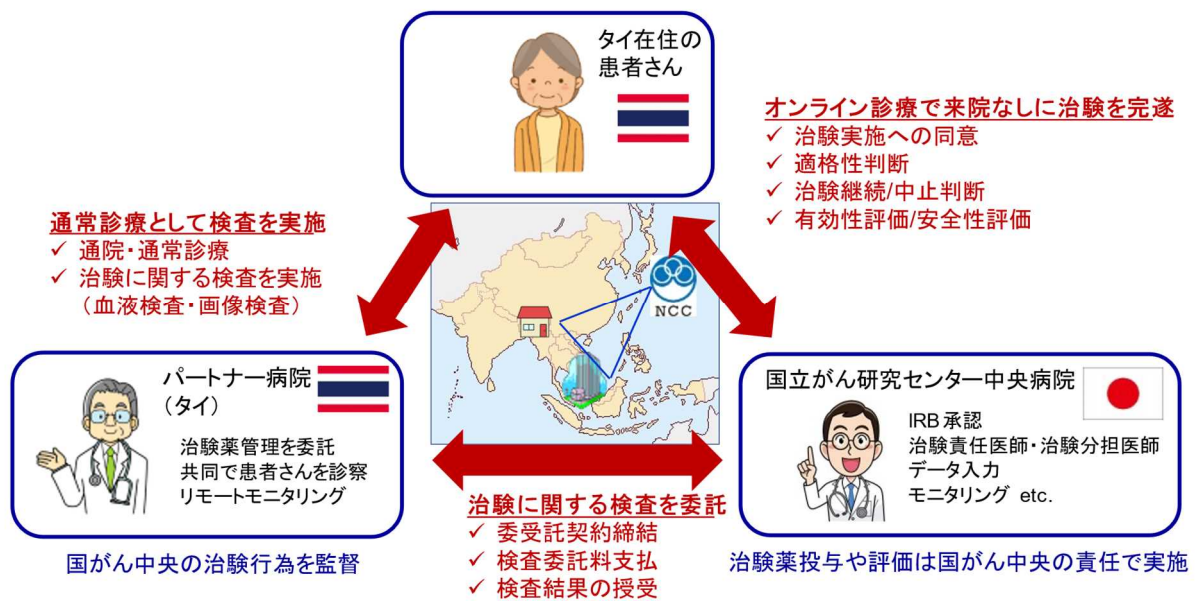 タイ在住の
患者さん
オンライン診療で来院なしに治験を完遂
✓ 治験実施への同意
✓ 適格性判断
✓ 治験継続/中止判断
✓ 有効性評価/安全性評価
通常診療として検査を実施
✓ 通院・通常診療
✓ 治験に関する検査を実施
（血液検査・画像検査）
NCC
パートナー病院
（タイ）
治験薬管理を委託
共同で患者さんを診察
リモートモニタリング
国がん中央の治験行為を監督
国立がん研究センター中央病院
IRB 承認
治験責任医師・治験分担医師
データ入力
モニタリング etc.
治験薬投与や評価は国がん中央の責任で実施
治験に関する検査を委託
✓ 委受託契約締結
✓ 検査委託料支払
✓ 検査結果の授受